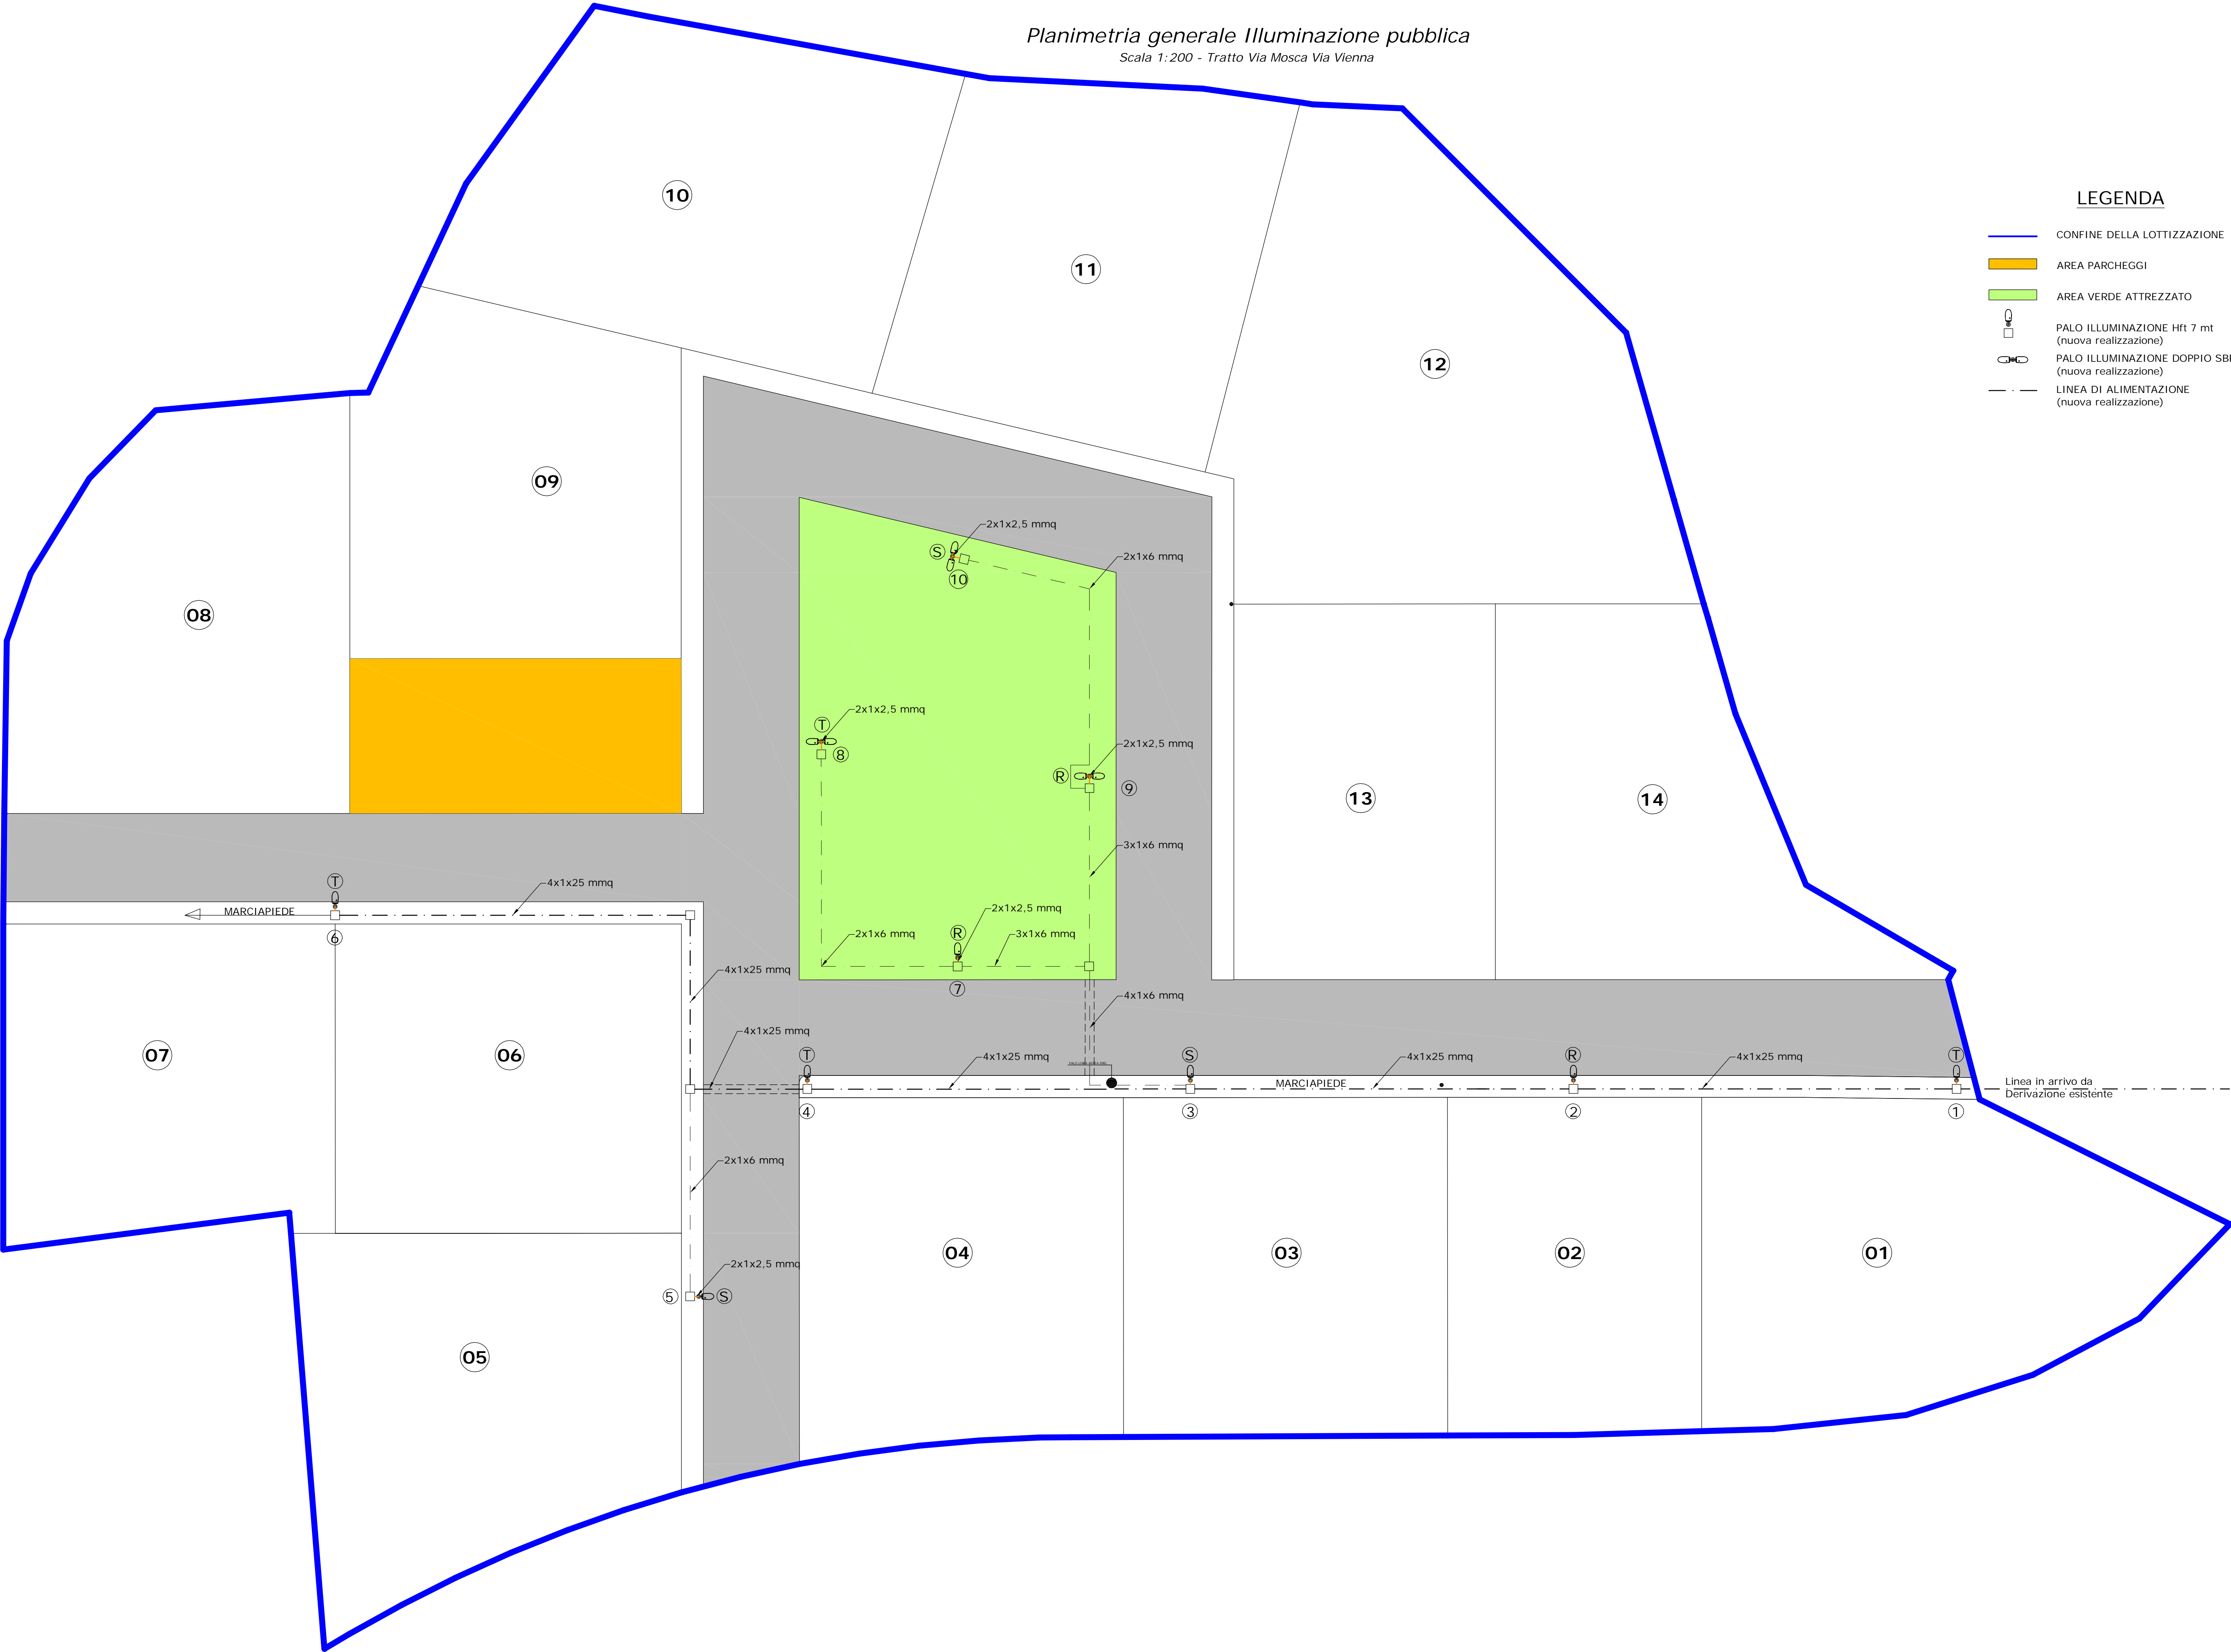 Planimetria generale Illuminazione pubblica
Scala 1:200 - Tratto Via Mosca Via Vienna
LEGENDA
CONFINE DELLA LOTTIZZAZIONE
AREA PARCHEGGI
AREA VERDE ATTREZZATO
PALO ILLUMINAZIONE Hft 7 mt
(nuova realizzazione)
PALO ILLUMINAZIONE DOPPIO
(nuova realizzazione)
LINEA DI ALIMENTAZIONE
(nuova realizzazione)
10
11
12
09
08
2x1x2,5 mmq
S
10
2x1x6 mmq
2x1x2,5 mmq
T
8
2x1x2,5 mmq
R
9
13
14
3x1x6 mmq
T
4x1x25 mmq
MARCIAPIEDE
6
2x1x2,5 mmq
2x1x6 mmq
R
3x1x6 mmq
7
4x1x25 mmq
4x1x6 mmq
4x1x25 mmq
07
06
T
4x1x25 mmq
S
4x1x25 mmq
R
4x1x25 mmq
T
MARCIAPIEDE
Linea in arrivo da
Derivazione esistente
4
3
2
1
2x1x6 mmq
04
03
02
01
2x1x2,5 mmq
5
S
05